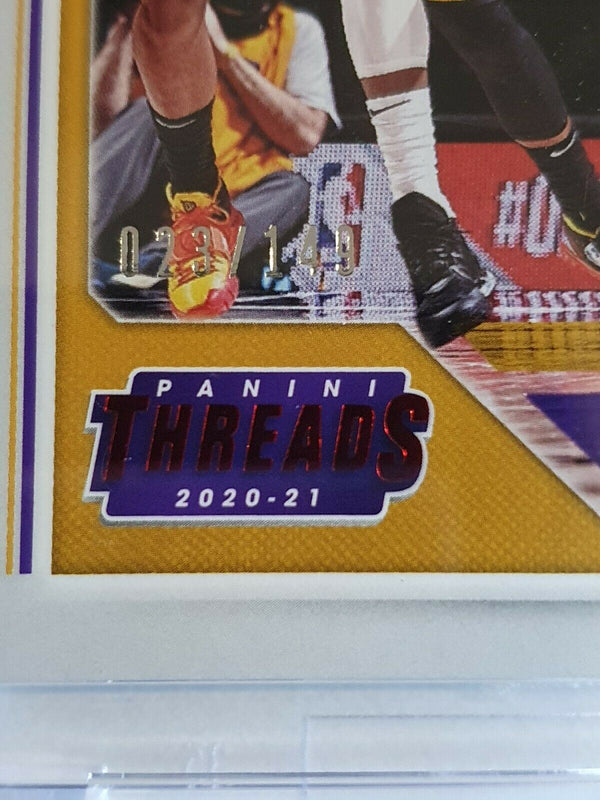 023/149
#O
PANINI
THREADS
2020-21